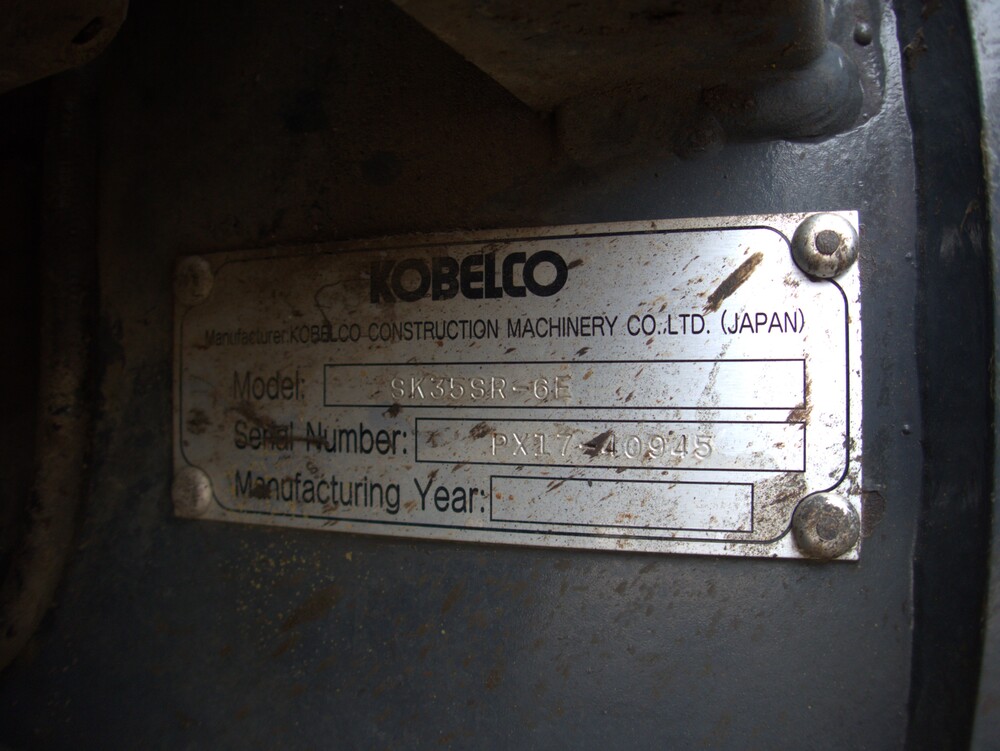 KOBELCO
Manufacturer:KOBELCO CONSTRUCTION MACHINERY CO.,LTD. (JAPAN)
Model: SK35SR-6E
Serial Number: PX17-40945
Manufacturing Year: